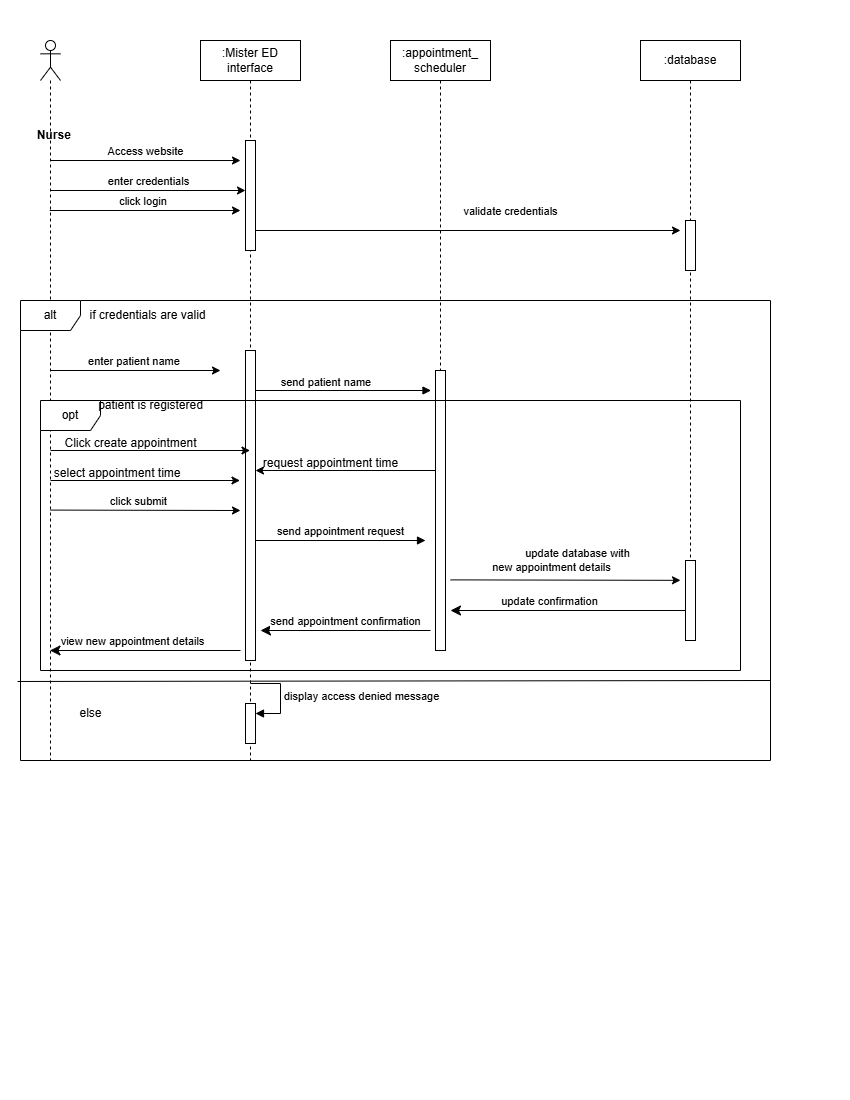 :Mister ED
interface
:appointment_
scheduler
:database
Nurse
Access website
enter credentials
click login
validate credentials
alt
if credentials are valid
enter patient name
send patient name
opt
patient is registered
Click create appointment
request appointment time
select appointment time
click submit
send appointment request
update database with
new appointment details
update confirmation
send appointment confirmation
view new appointment details
display access denied message
else